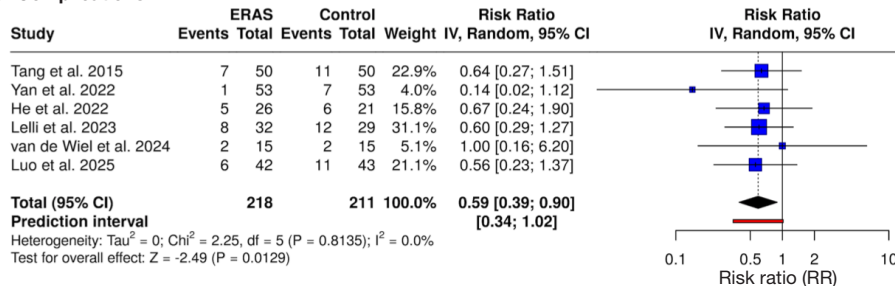 ERAS Control Risk Ratio Risk Ratio
Study Events Total Events Total Weight IV, Random, 95% CI IV, Random, 95% CI
Tang et al. 2015 7 50 11 50 22.9% 0.64 [0.27; 1.51]
Yan et al. 2022 1 53 7 53 4.0% 0.14 [0.02; 1.12]
He et al. 2022 5 26 6 21 15.8% 0.67 [0.24; 1.90]
Lelli et al. 2023 8 32 12 29 31.1% 0.60 [0.29; 1.27]
van de Wiel et al. 2024 2 15 2 15 5.1% 1.00 [0.16; 6.20]
Luo et al. 2025 6 42 11 43 21.1% 0.56 [0.23; 1.37]
Total (95% CI) 218 211 100.0% 0.59 [0.39; 0.90]
Prediction interval [0.34; 1.02]
Heterogeneity: Tau² = 0; Chi² = 2.25, df = 5 (P = 0.8135); I² = 0.0%
Test for overall effect: Z = -2.49 (P = 0.0129)
0.1 0.5 1 2 10
Risk ratio (RR)